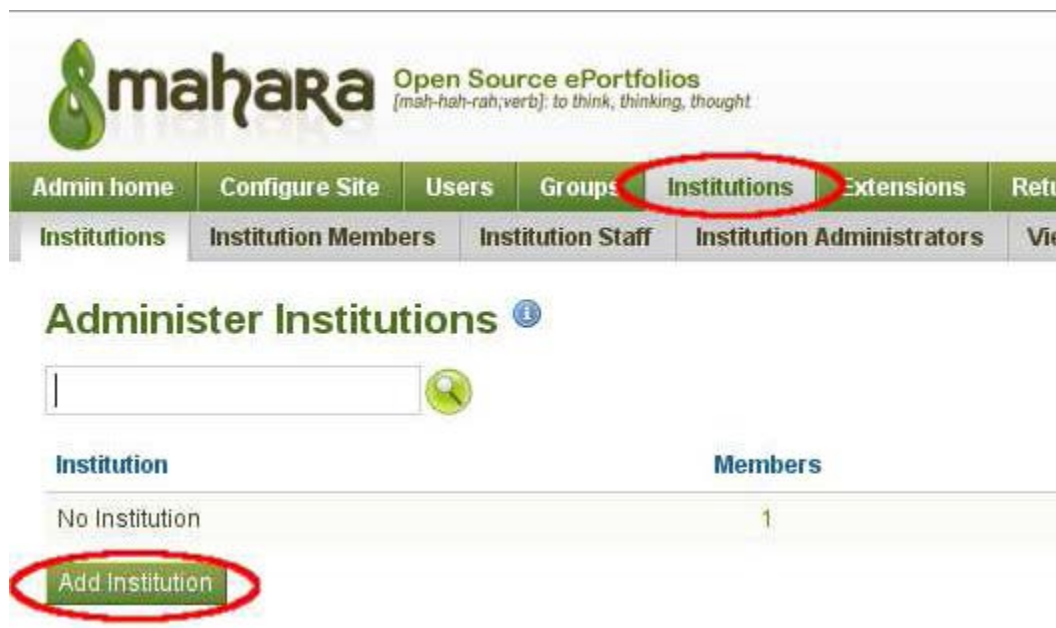 mahara Open Source ePortfolios
[mah-hah-rah;verb]: to think, thinking, thought
Admin home Configure Site Users Groups Institutions Extensions
Institutions Institution Members Institution Staff Institution Administrators
Administer Institutions
Institution Members
No Institution 1
Add Institution